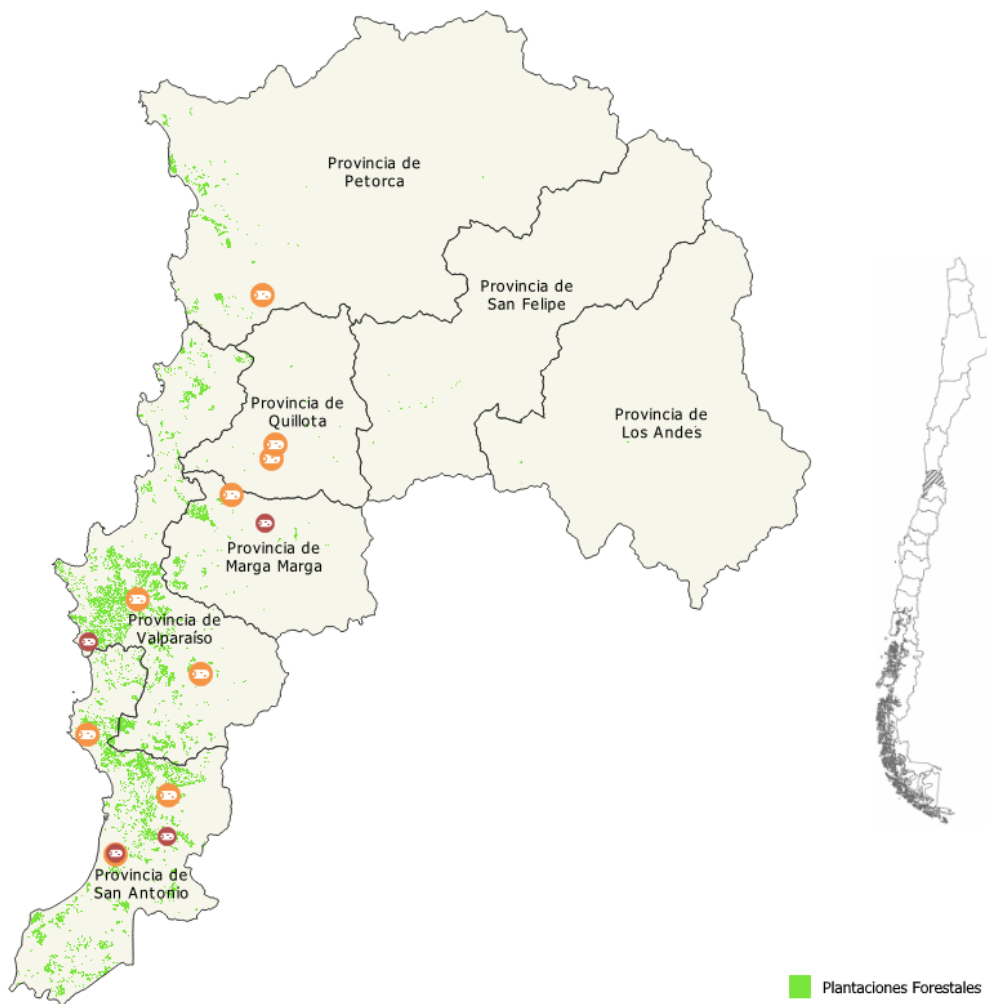 Provincia de
Petorca
Provincia de
San Felipe
Provincia de
Quillota
Provincia de
Los Andes
Provincia de
Marga Marga
Provincia de
Valparaíso
Provincia de
San Antonio
Plantaciones Forestales